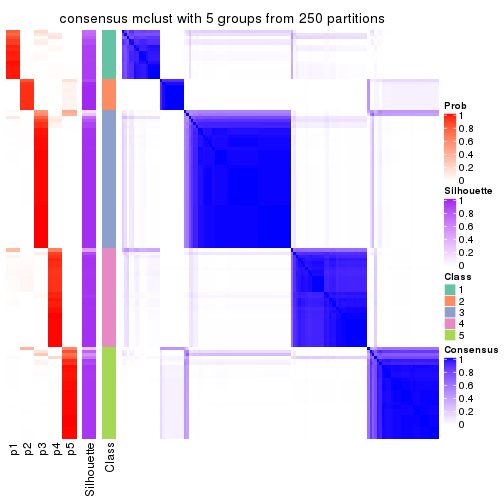 consensus mclust with 5 groups from 250 partitions
Prob
1
0.8
0.6
0.4
0.2
0
Silhouette
1
0.8
0.6
0.4
0.2
0
Class
1
2
3
4
5
Consensus
1
0.8
0.6
0.4
0.2
0
p1
p2
p3
p4
p5
Silhouette
Class